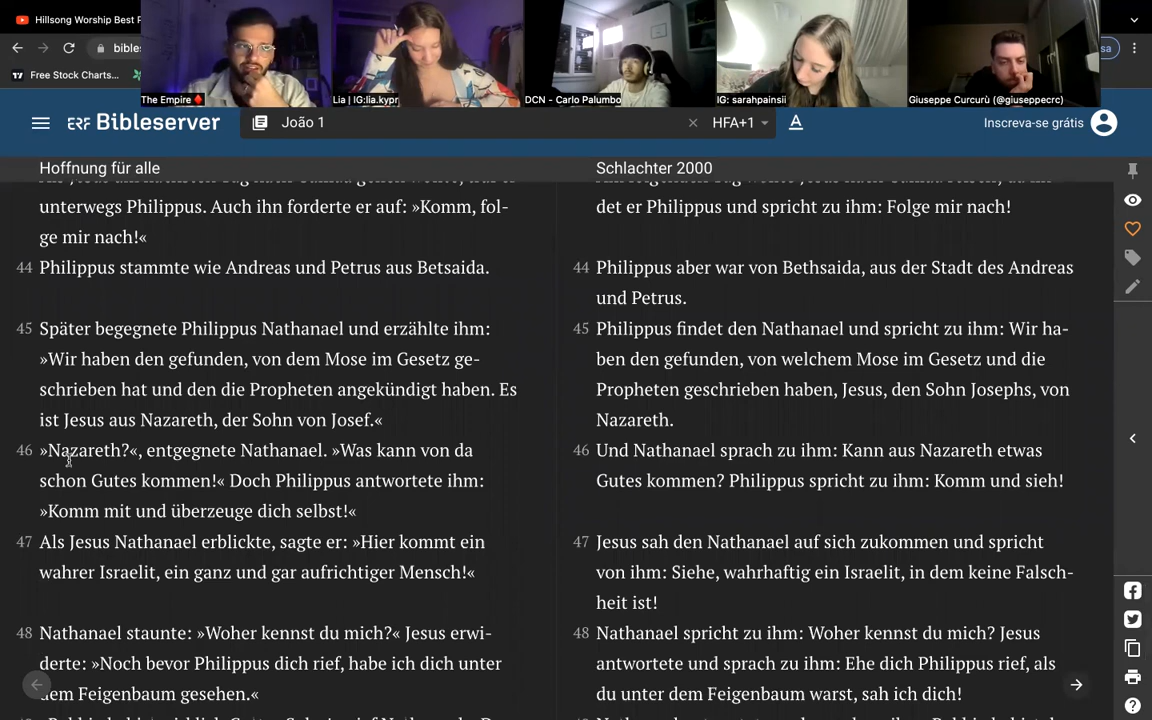 Hillsong Worship Best P
bibles
Free Stock Charts...
The Empire
Lia | IG:lia.kypr
DCN - Carlo Palumbo
IG: sarahpainsii
Giuseppe Curcurù (@giuseppecrc)
sa
ERF Bibleserver
João 1
HFA+1
A
Inscreva-se grátis
Hoffnung für alle
unterwegs Philippus. Auch ihn forderte er auf: »Komm, fol-
ge mir nach!«
44 Philippus stammte wie Andreas und Petrus aus Betsaida.
45 Später begegnete Philippus Nathanael und erzählte ihm:
»Wir haben den gefunden, von dem Mose im Gesetz ge-
schrieben hat und den die Propheten angekündigt haben. Es
ist Jesus aus Nazareth, der Sohn von Josef.«
46 »Nazareth?«, entgegnete Nathanael. »Was kann von da
schon Gutes kommen!« Doch Philippus antwortete ihm:
»Komm mit und überzeuge dich selbst!«
47 Als Jesus Nathanael erblickte, sagte er: »Hier kommt ein
wahrer Israelit, ein ganz und gar aufrichtiger Mensch!«
48 Nathanael staunte: »Woher kennst du mich?« Jesus erwi-
derte: »Noch bevor Philippus dich rief, habe ich dich unter
dem Feigenbaum gesehen.«
Schlachter 2000
det er Philippus und spricht zu ihm: Folge mir nach!
44 Philippus aber war von Bethsaida, aus der Stadt des Andreas
und Petrus.
45 Philippus findet den Nathanael und spricht zu ihm: Wir ha-
ben den gefunden, von welchem Mose im Gesetz und die
Propheten geschrieben haben, Jesus, den Sohn Josephs, von
Nazareth.
46 Und Nathanael sprach zu ihm: Kann aus Nazareth etwas
Gutes kommen? Philippus spricht zu ihm: Komm und sieh!
47 Jesus sah den Nathanael auf sich zukommen und spricht
von ihm: Siehe, wahrhaftig ein Israelit, in dem keine Falsch-
heit ist!
48 Nathanael spricht zu ihm: Woher kennst du mich? Jesus
antwortete und sprach zu ihm: Ehe dich Philippus rief, als
du unter dem Feigenbaum warst, sah ich dich!